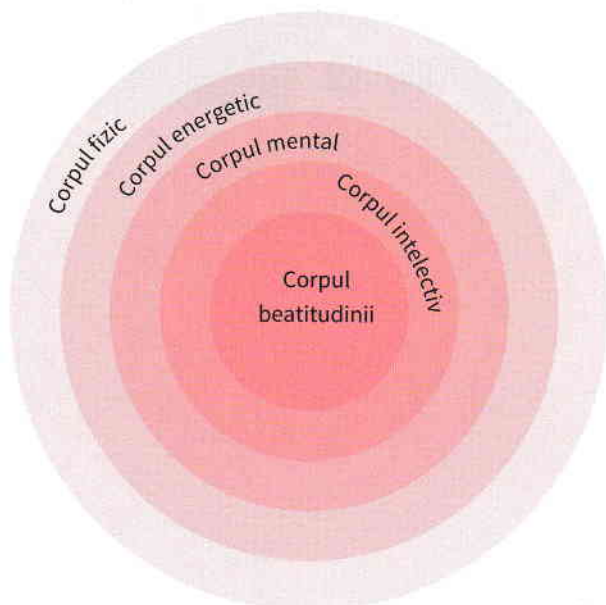 Corpul fizic
Corpul energetic
Corpul mental
Corpul intelectiv
Corpul
beatitudinii